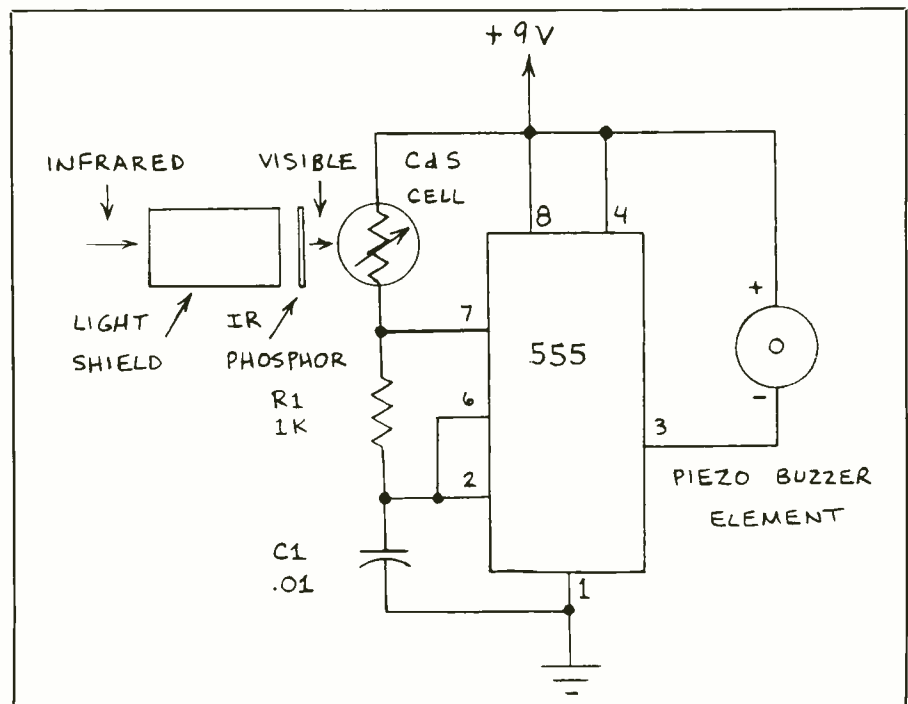 +9V
INFRARED
VISIBLE
CdS
CELL
8
4
LIGHT
SHIELD
IR
PHOSPHOR
7
555
+
-
R1
1K
6
3
2
PIEZO BUZZER
ELEMENT
C1
.01
1